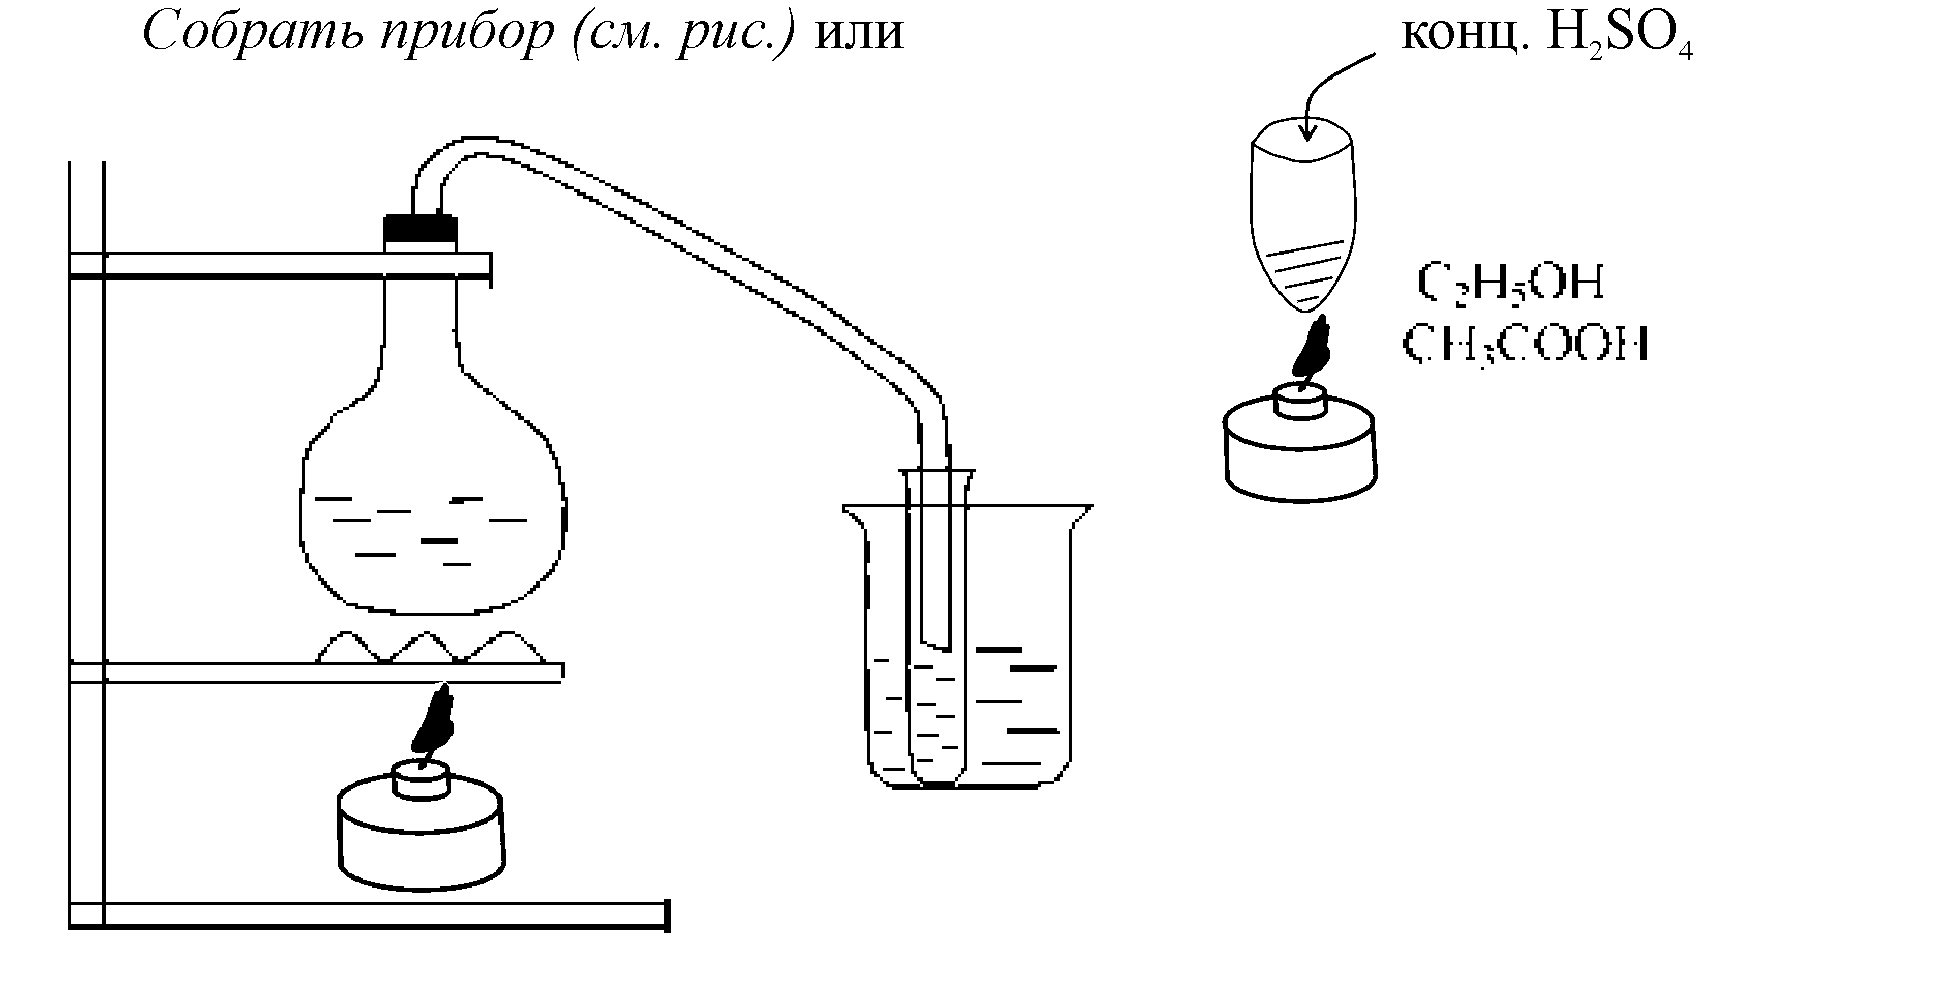 Собрать прибор (см. рис.) или
конц. H₂SO₄
C₂H₅OH
CH₃COOH